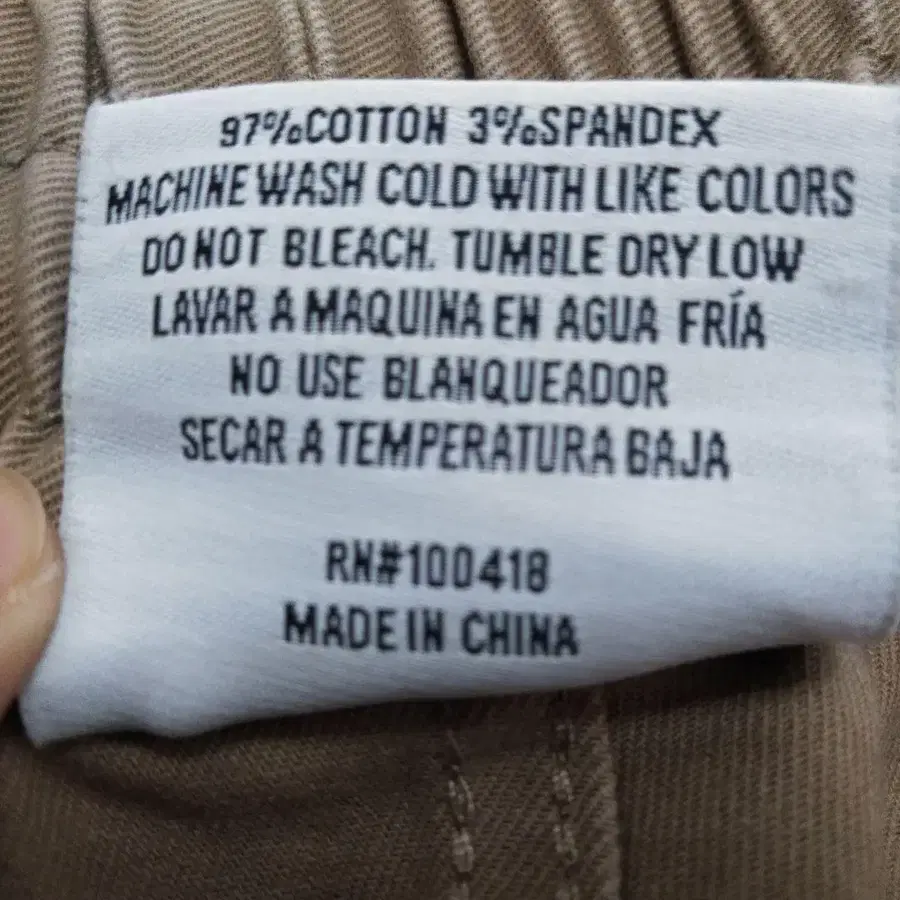 97%COTTON 3%SPANDEX
MACHINE WASH COLD WITH LIKE COLORS
DO NOT BLEACH. TUMBLE DRY LOW
LAVAR A MAQUINA EN AGUA FRÍA
NO USE BLANQUEADOR
SECAR A TEMPERATURA BAJA
RN#100418
MADE IN CHINA